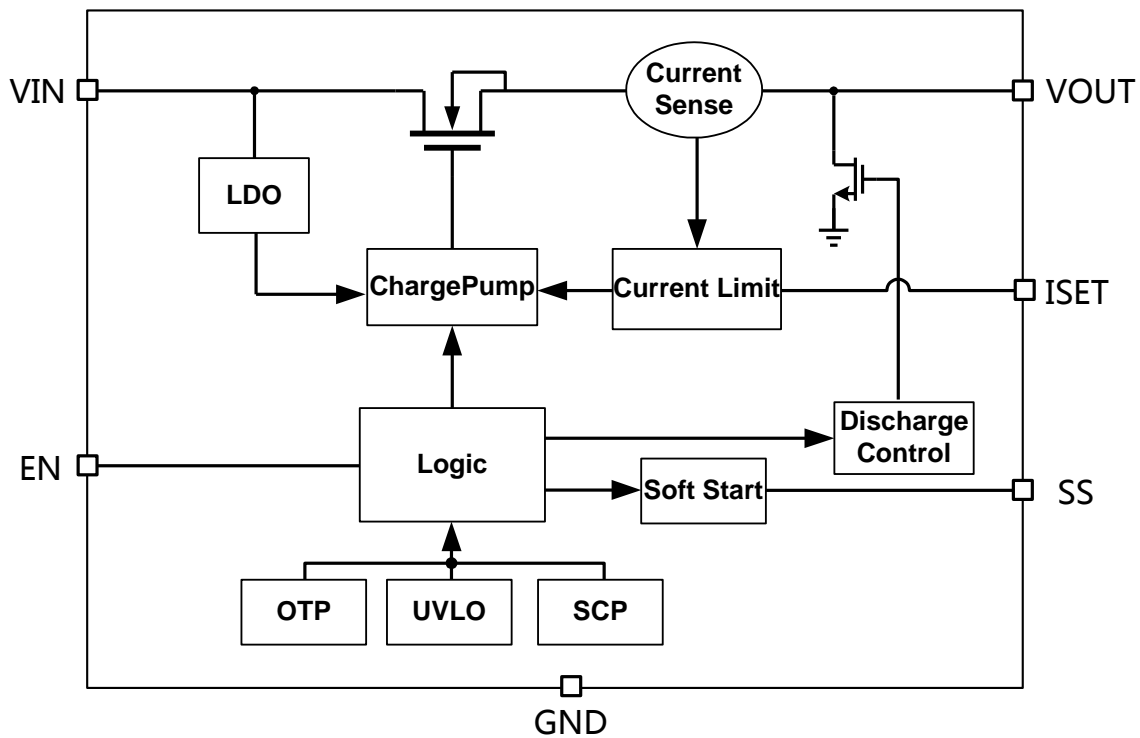 Current
Sense
VIN
VOUT
LDO
ChargePump
Current Limit
ISET
Discharge
Control
EN
Logic
Soft Start
SS
OTP
UVLO
SCP
GND